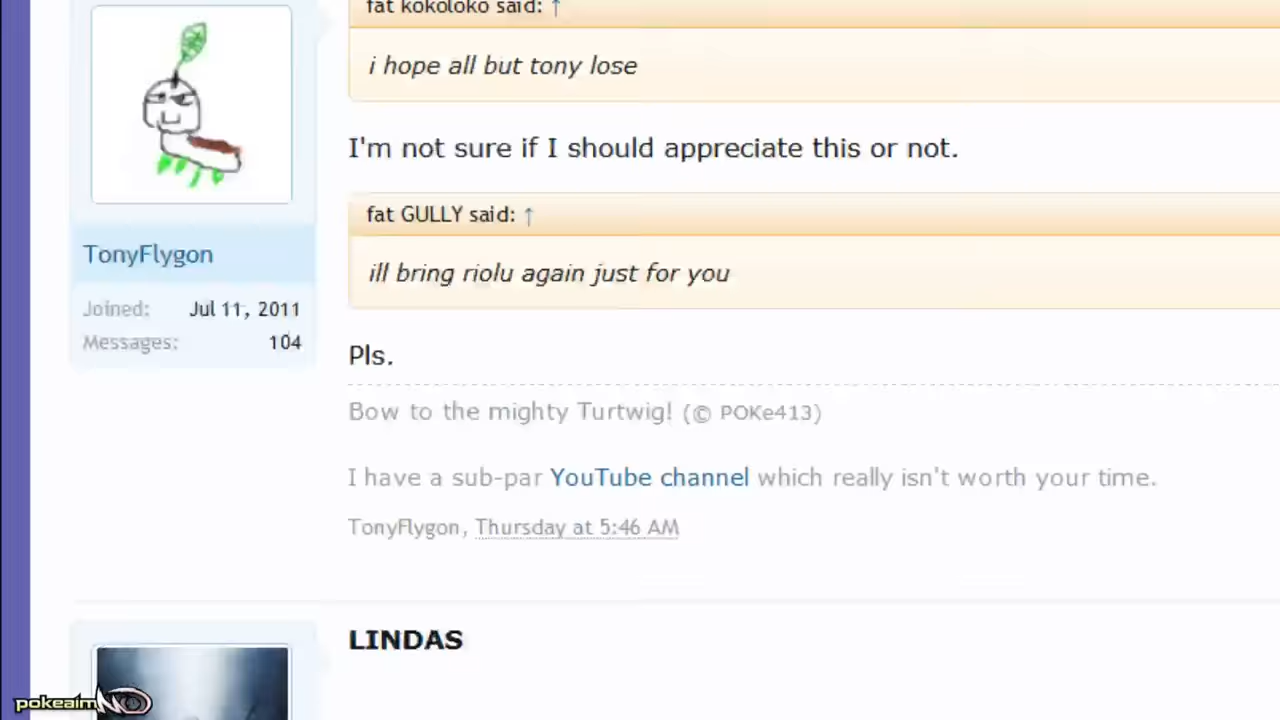 fat kokoloko said: ↑
i hope all but tony lose
I'm not sure if I should appreciate this or not.
fat GULLY said: ↑
ill bring riolu again just for you
TonyFlygon
Joined: Jul 11, 2011
Messages: 104
Pls.
Bow to the mighty Turtwig! (© POKe413)
I have a sub-par YouTube channel which really isn't worth your time.
TonyFlygon, Thursday at 5:46 AM
LINDAS
pokeaim